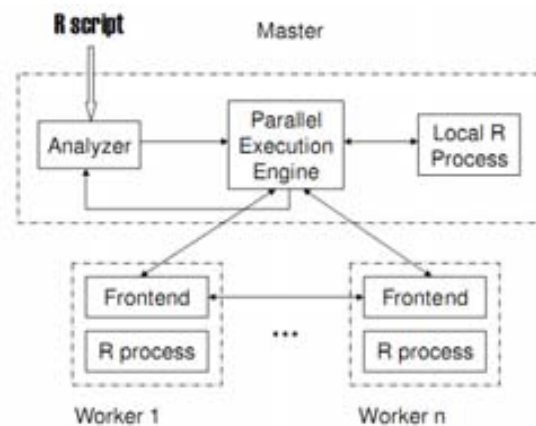 R script
Master
Analyzer
Parallel
Execution
Engine
Local R
Process
Frontend
R process
...
Frontend
R process
Worker 1
Worker n